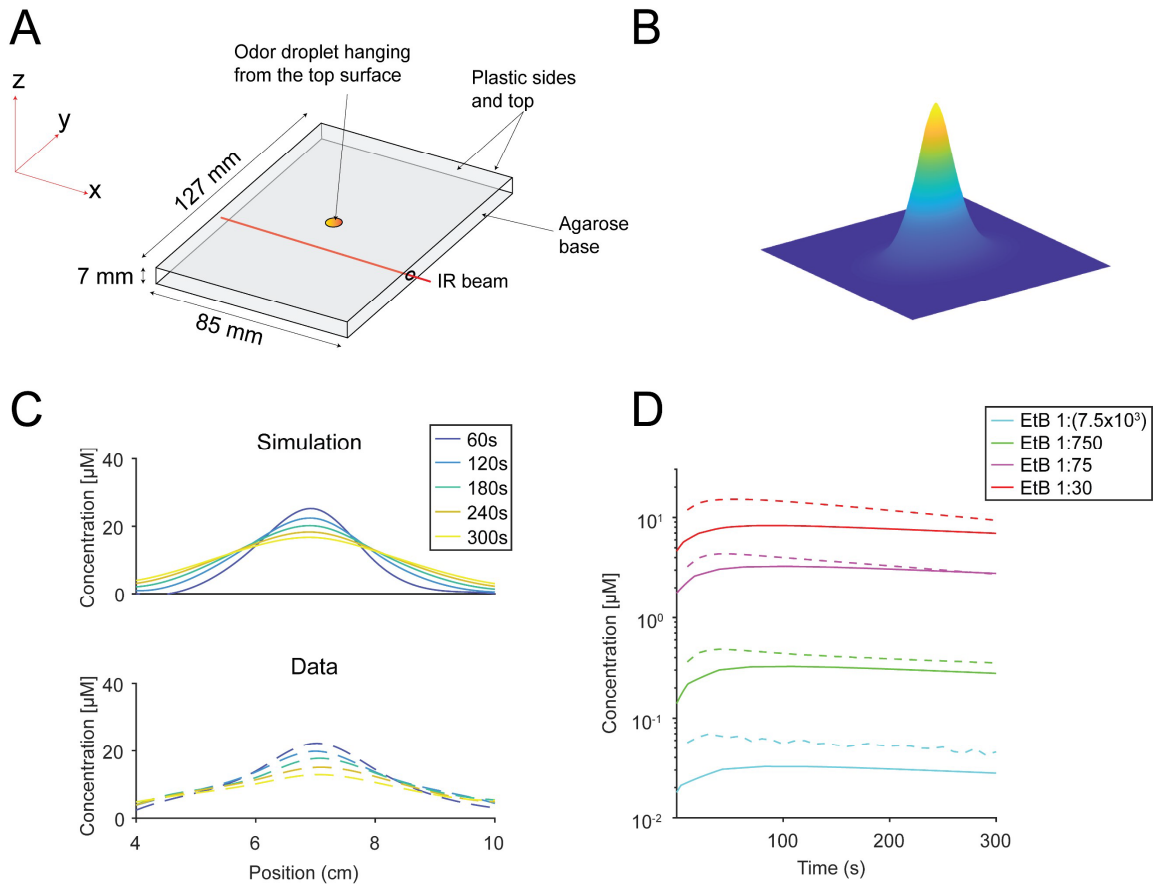 A
Odor droplet hanging
from the top surface
Plastic sides
and top
z
y
x
127 mm
Agarose
base
7 mm
IR beam
85 mm
B
C
Simulation
60s
120s
180s
240s
300s
Concentration [µM]
40
20
0
Data
Concentration [µM]
40
20
0
4
6
8
10
Position (cm)
D
EtB 1:(7.5x10³)
EtB 1:750
EtB 1:75
EtB 1:30
Concentration [µM]
10¹
10⁰
10⁻¹
10⁻²
100
200
300
Time (s)